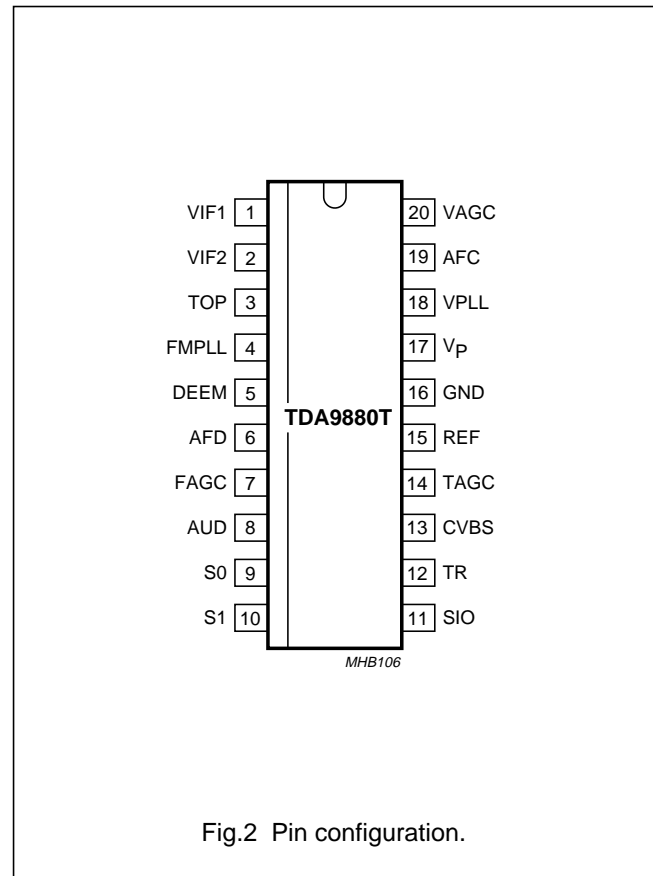 VIF1 1 20 VAGC
VIF2 2 19 AFC
TOP 3 18 VPLL
FMPLL 4 17 VP
DEEM 5 16 GND
TDA9880T
AFD 6 15 REF
FAGC 7 14 TAGC
AUD 8 13 CVBS
S0 9 12 TR
S1 10 11 SIO
MHB106
Fig.2 Pin configuration.